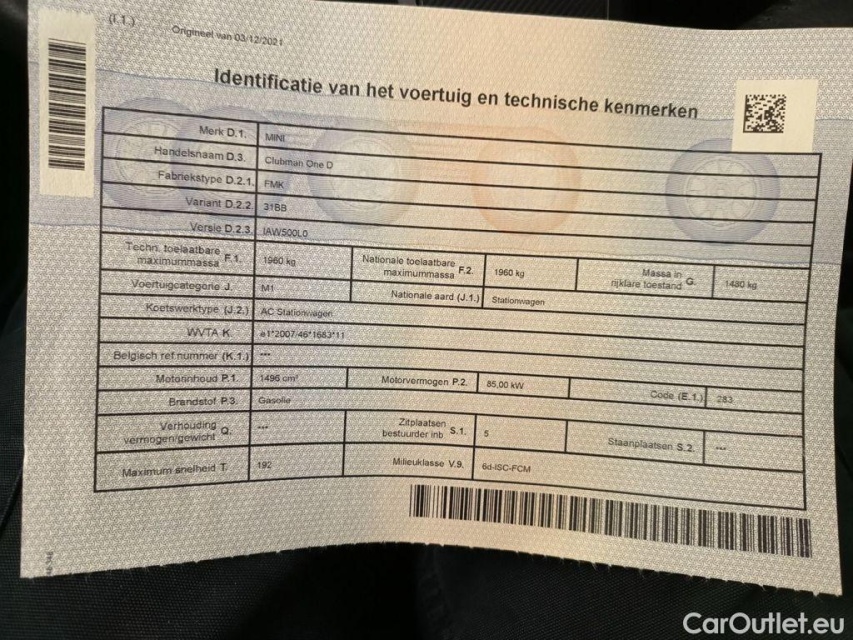 (I.1.)
Origineel van 03/12/2021
Identificatie van het voertuig en technische kenmerken
Merk D.1. MINI
Handelsnaam D.3. Clubman One D
Fabriekstype D.2.1. FMK
Variant D.2.2. 31BB
Versie D.2.3. IAW500L0
Techn. toelaatbare maximummassa F.1. 1960 kg Nationale toelaatbare maximummassa F.2. 1960 kg Massa in rijklare toestand G. 1430 kg
Voertuigcategorie J. M1 Nationale aard (J.1.) Stationwagen
Koetswerktype (J.2.) AC Stationwagen
WVTA K. e1*2007/46*1683*11
Belgisch ref.nummer (K.1.) ---
Motorinhoud P.1. 1496 cm³ Motorvermogen P.2. 85,00 kW Code (E.1.) 283
Brandstof P.3. Gasolie
Verhouding vermogen/gewicht Q. --- Zitplaatsen bestuurder inb. S.1. 5 Staanplaatsen S.2. ---
Maximum snelheid T. 192 Milieuklasse V.9. 6d-ISC-FCM
CarOutlet.eu